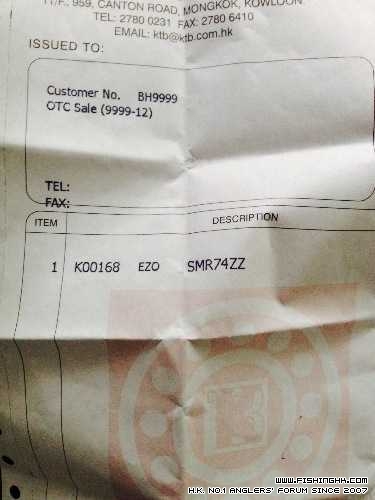 959, CANTON ROAD, MONGKOK, KOWLOON.
TEL: 2780 0231 FAX: 2780 6410
EMAIL: ktb@ktb.com.hk
ISSUED TO:
Customer No. BH9999
OTC Sale (9999-12)
TEL:
FAX:
ITEM DESCRIPTION
1 K00168 EZO SMR74ZZ
WWW.FISHINGHK.COM
H.K. NO.1 ANGLERS' FORUM SINCE 2007